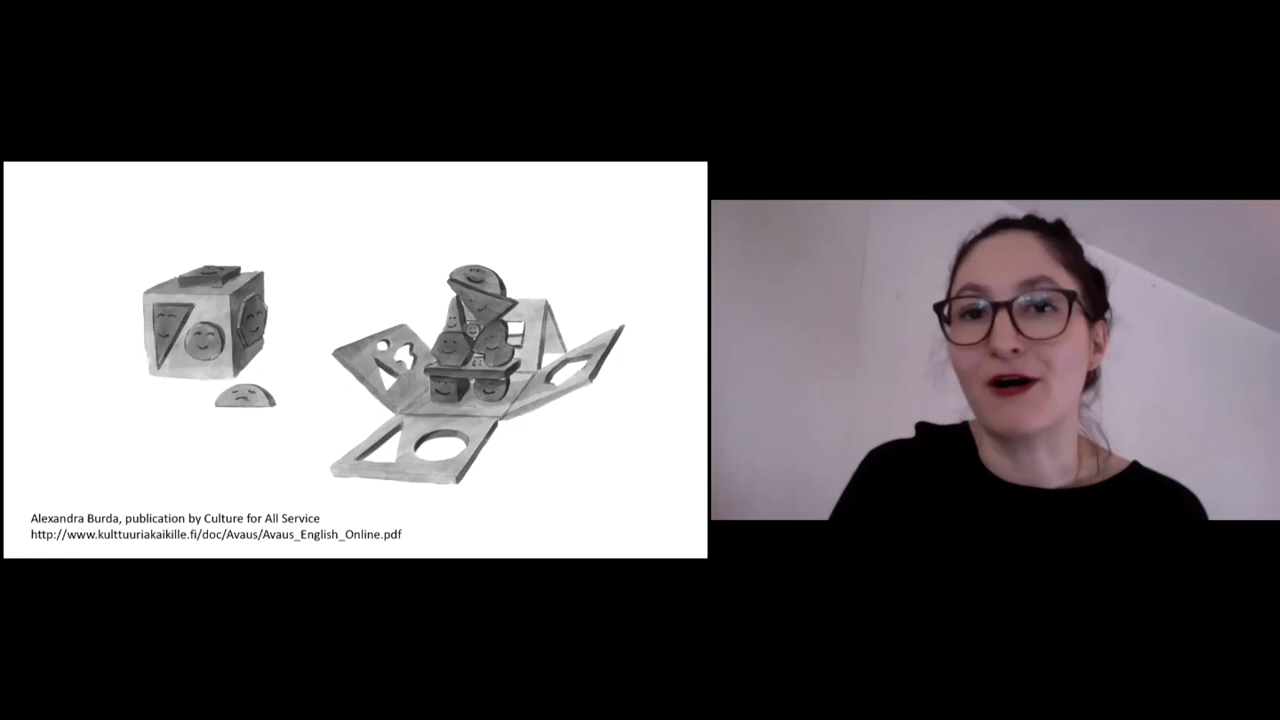 Alexandra Burda, publication by Culture for All Service
http://www.kulttuuriakaikille.fi/doc/Avaus/Avaus_English_Online.pdf